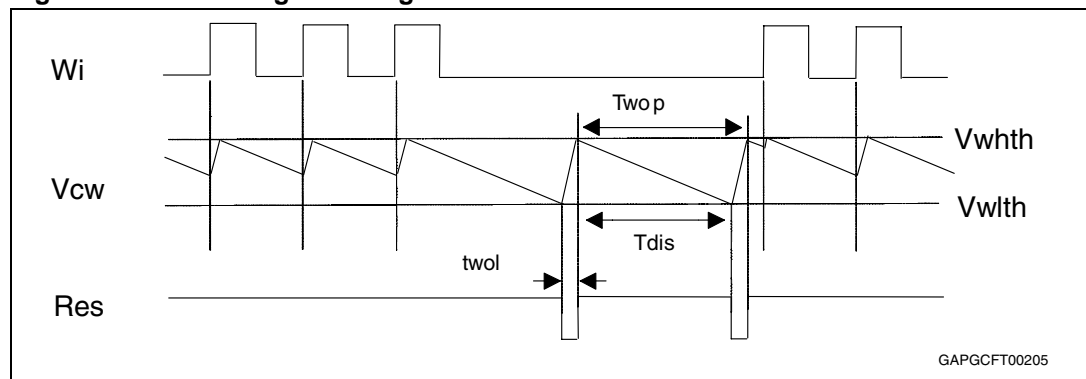 Wi
Twop
Vwhth
Vcw
Vwlth
Tdis
twol
Res
GAPGCFT00205